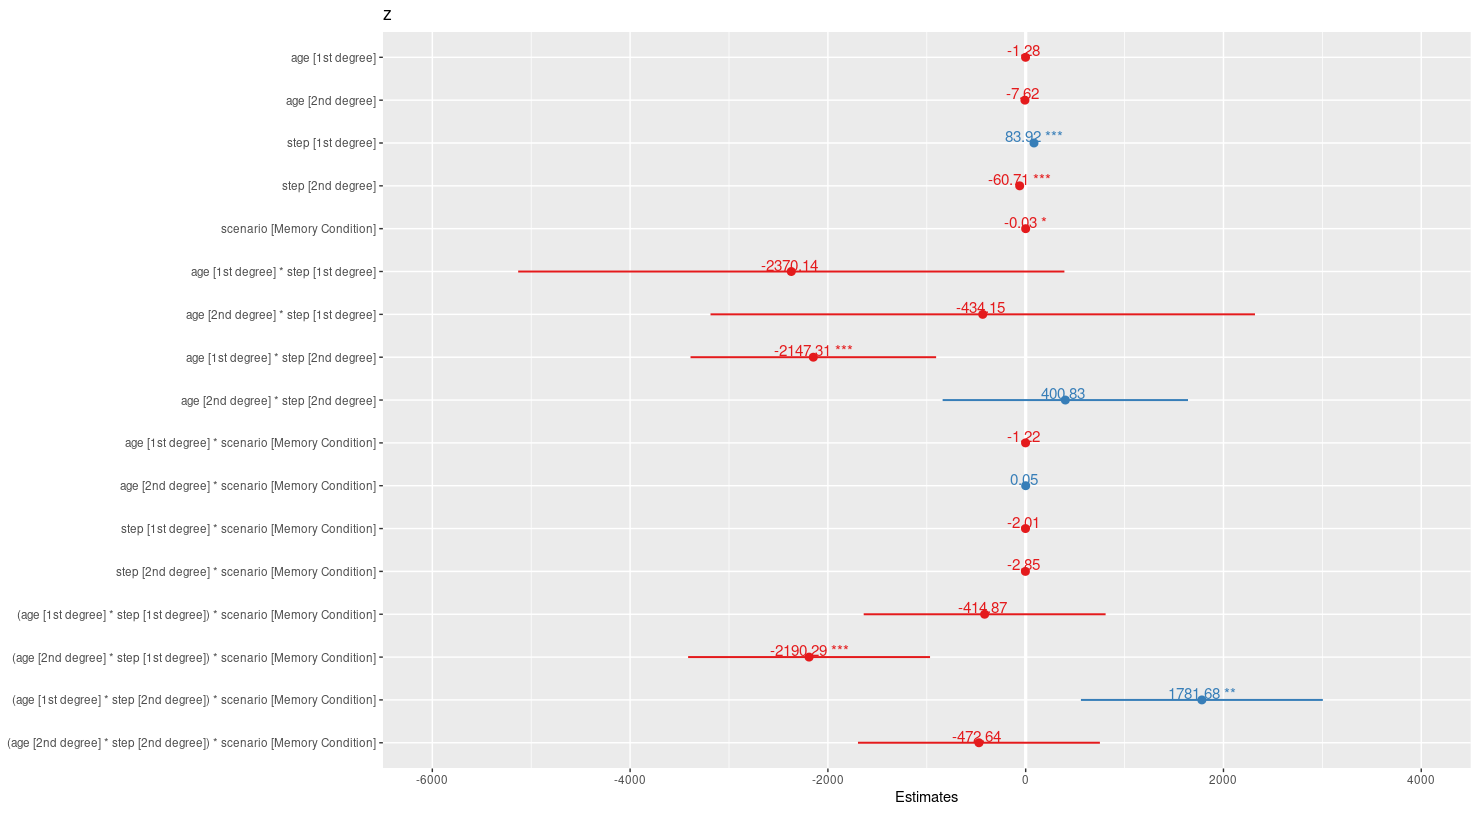 z
age [1st degree]
-1.28
age [2nd degree]
-7.62
step [1st degree]
83.92 ***
step [2nd degree]
-60.71 ***
scenario [Memory Condition]
-0.03 *
age [1st degree] * step [1st degree]
-2370.14
age [2nd degree] * step [1st degree]
-434.15
age [1st degree] * step [2nd degree]
-2147.31 ***
age [2nd degree] * step [2nd degree]
400.83
age [1st degree] * scenario [Memory Condition]
-1.22
age [2nd degree] * scenario [Memory Condition]
0.05
step [1st degree] * scenario [Memory Condition]
-2.01
step [2nd degree] * scenario [Memory Condition]
-2.85
(age [1st degree] * step [1st degree]) * scenario [Memory Condition]
-414.87
(age [2nd degree] * step [1st degree]) * scenario [Memory Condition]
-2190.29 ***
(age [1st degree] * step [2nd degree]) * scenario [Memory Condition]
1781.68 **
(age [2nd degree] * step [2nd degree]) * scenario [Memory Condition]
-472.64
-6000 -4000 -2000 0 2000 4000
Estimates